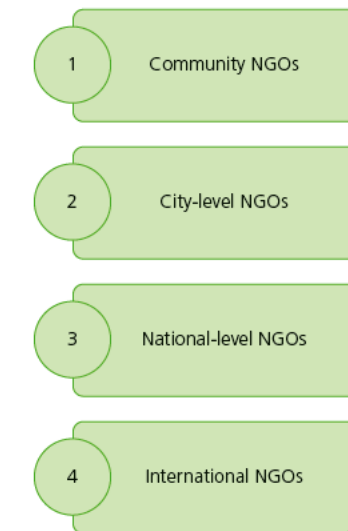 1 Community NGOs
2 City-level NGOs
3 National-level NGOs
4 International NGOs